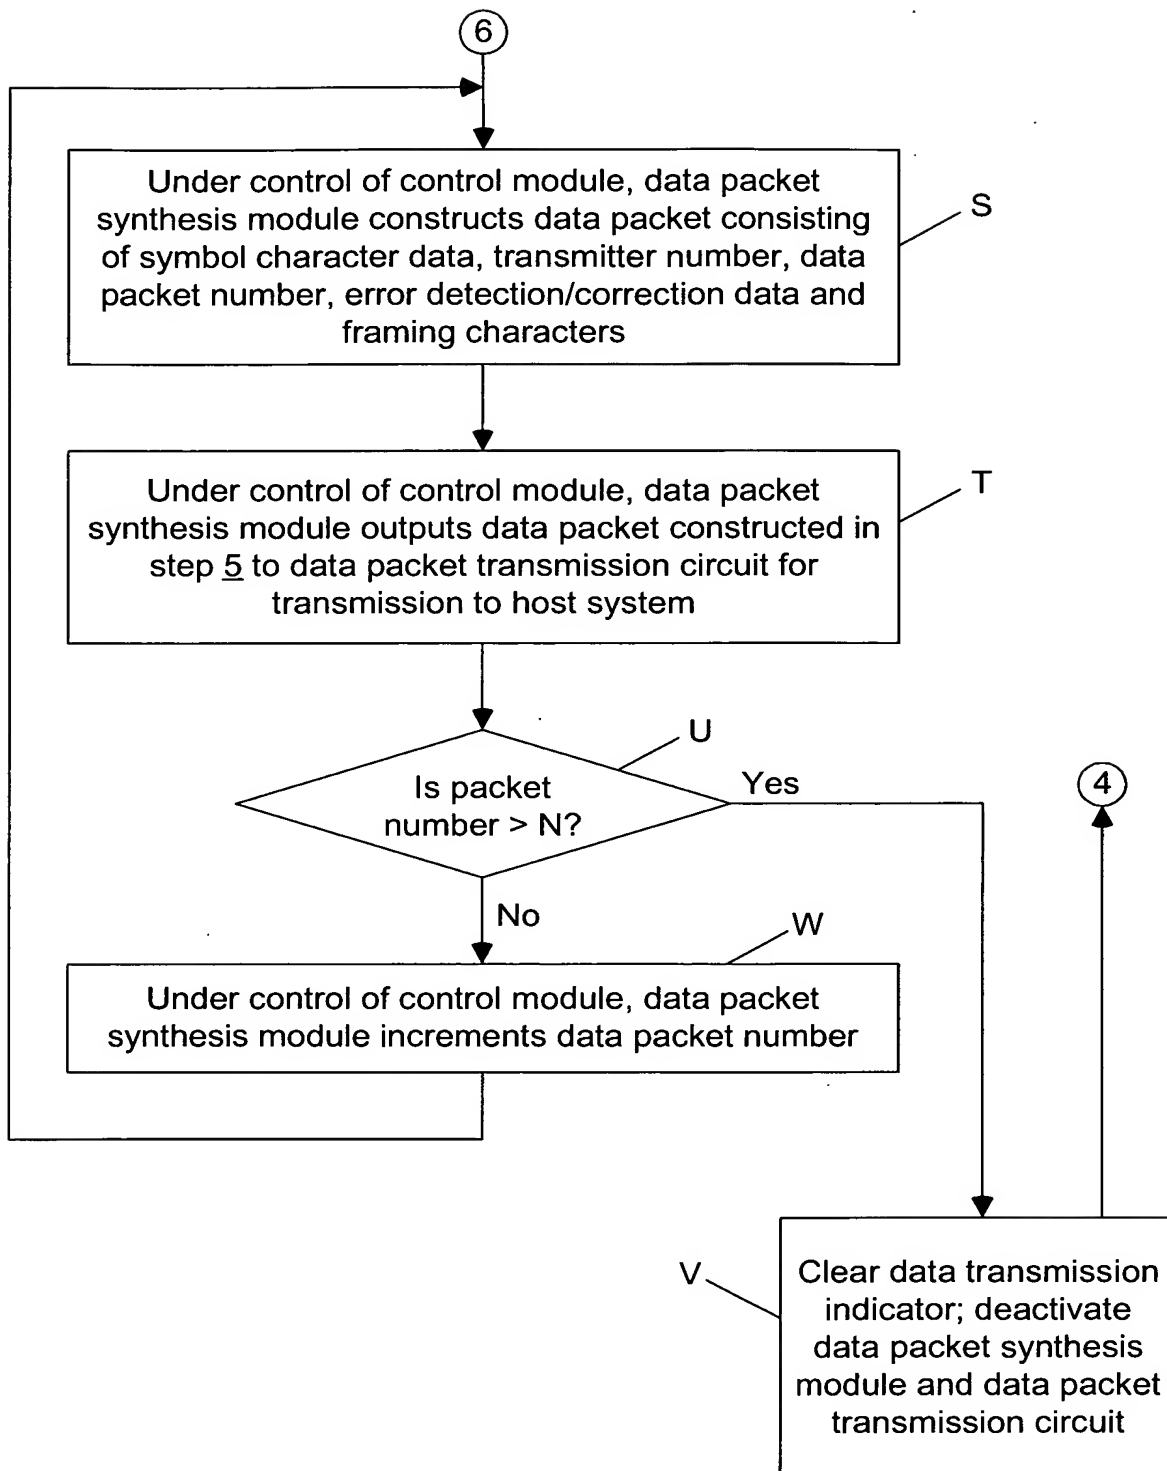 6
Under control of control module, data packet
synthesis module constructs data packet consisting
of symbol character data, transmitter number, data
packet number, error detection/correction data and
framing characters
S
Under control of control module, data packet
synthesis module outputs data packet constructed in
step 5 to data packet transmission circuit for
transmission to host system
T
U
Is packet
number > N?
Yes
4
No
W
Under control of control module, data packet
synthesis module increments data packet number
V
Clear data transmission
indicator; deactivate
data packet synthesis
module and data packet
transmission circuit